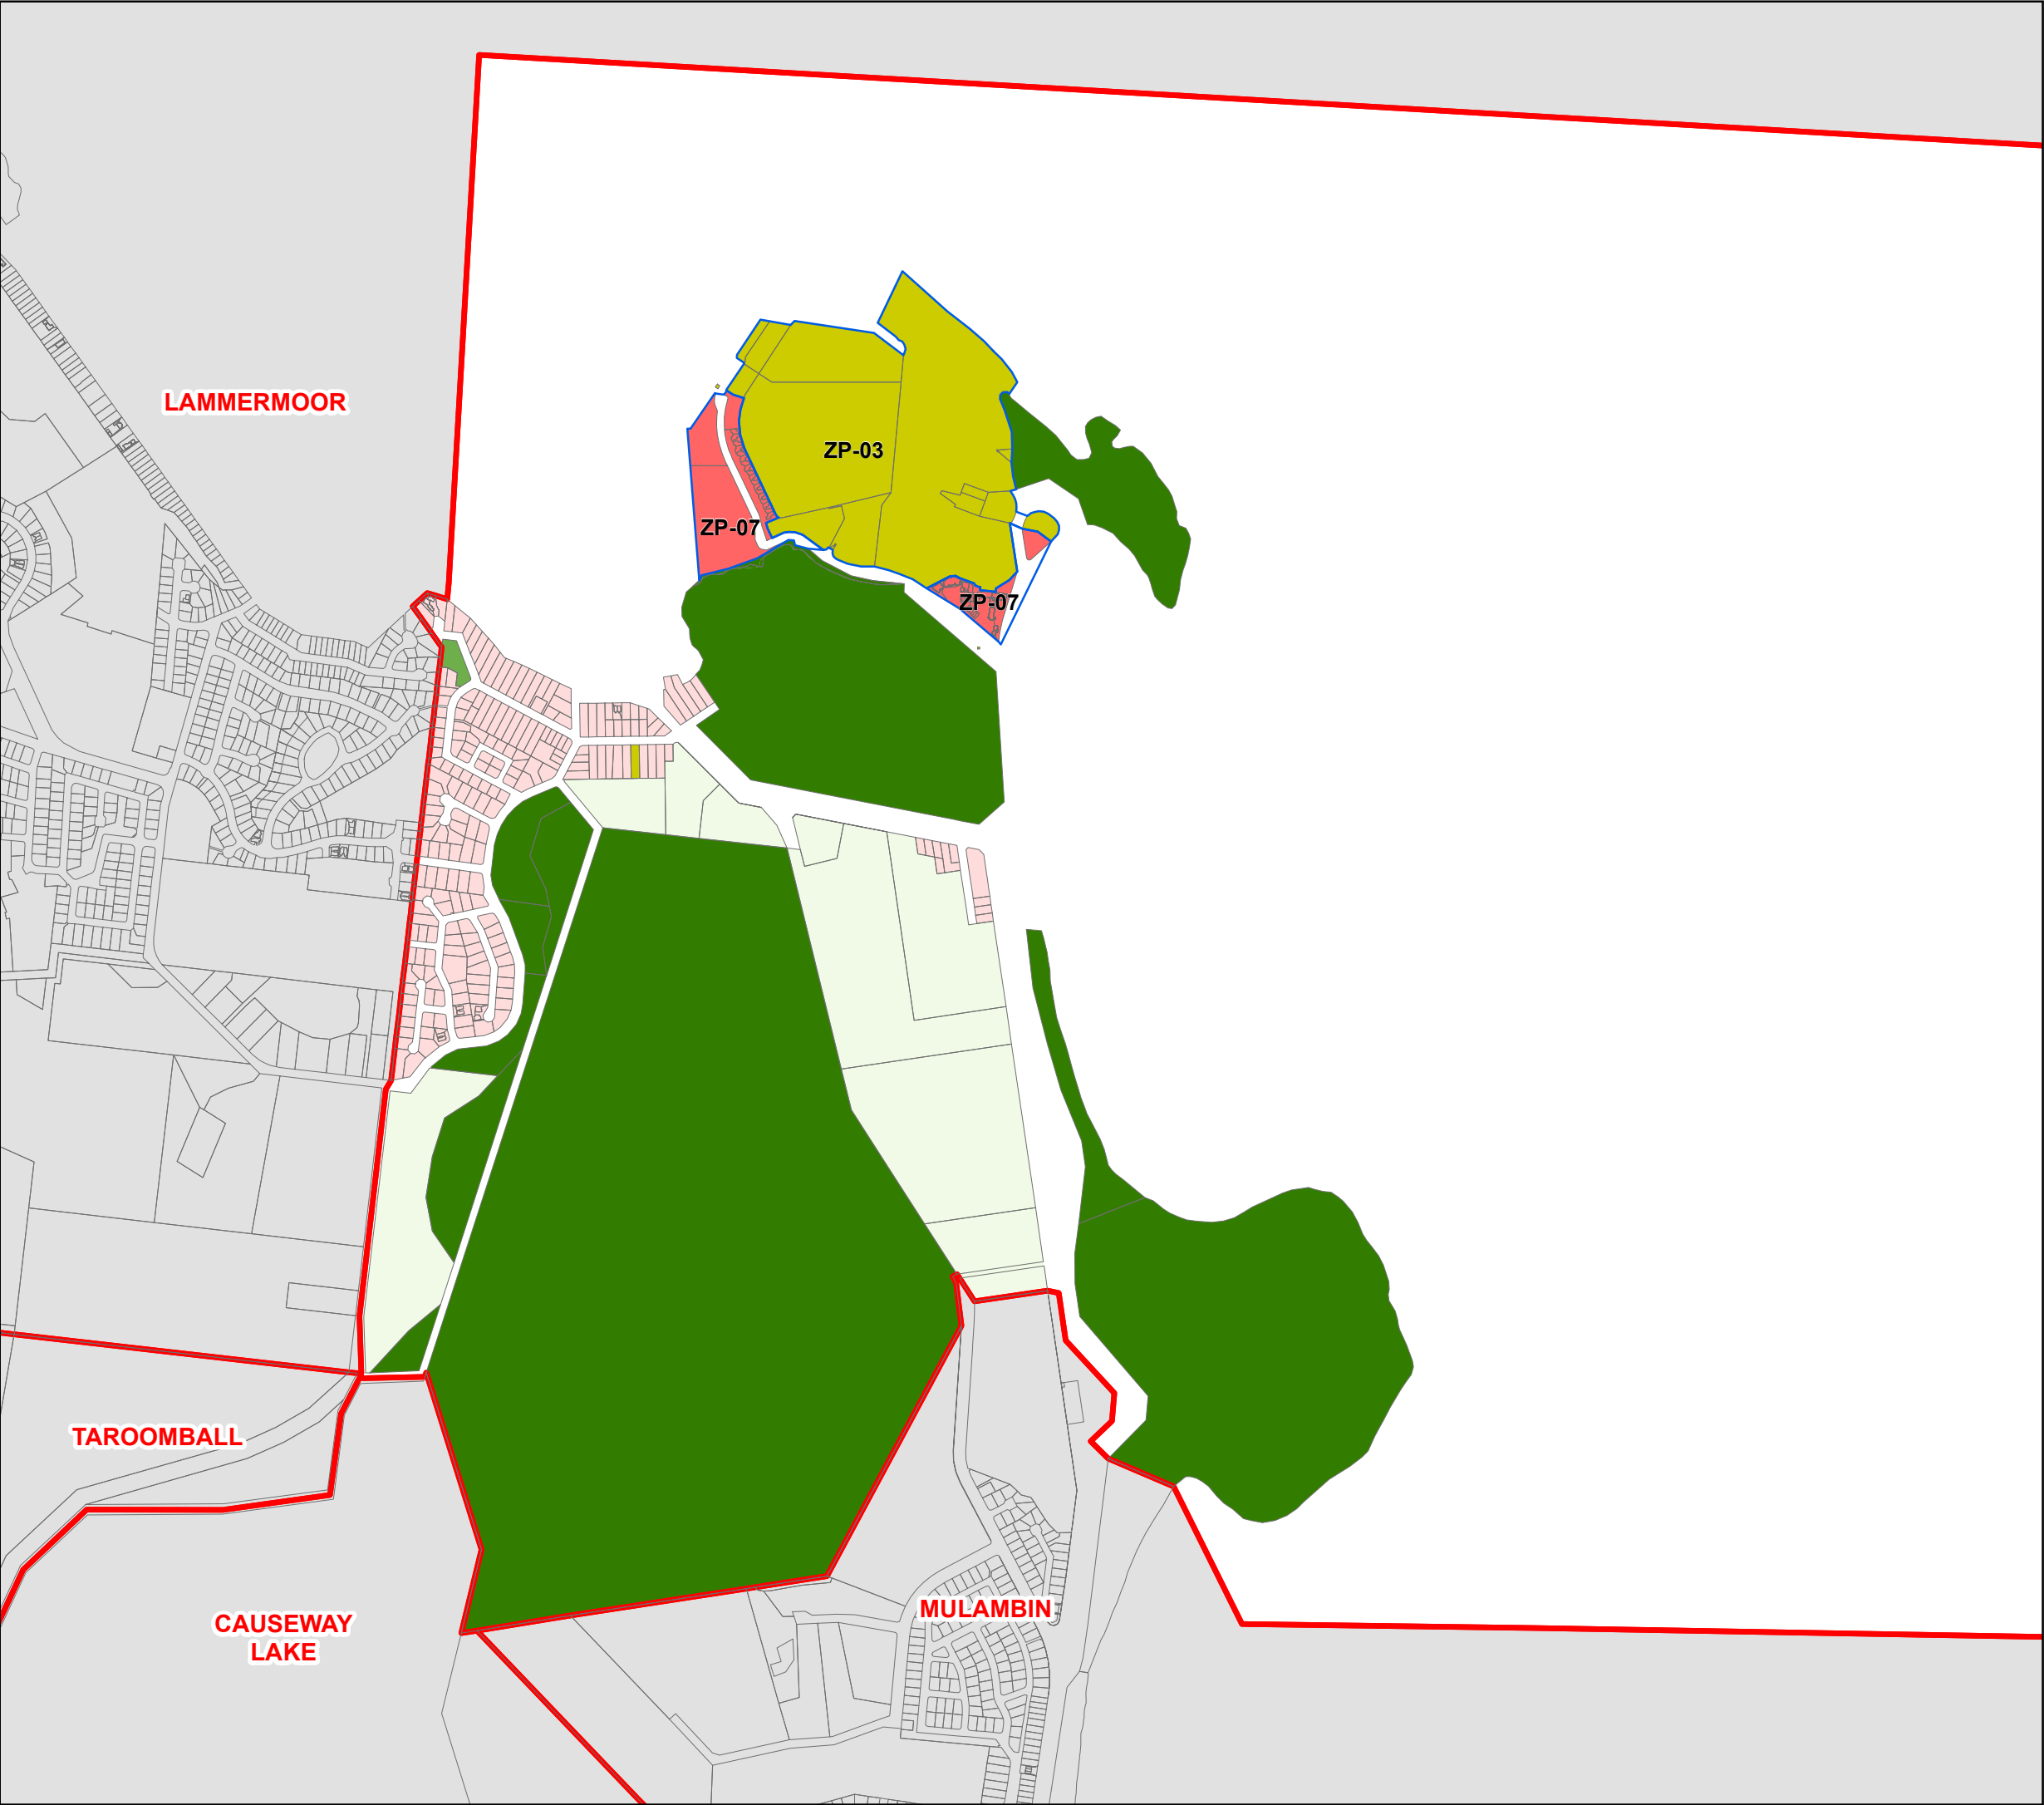 LAMMERMOOR
ZP-03
ZP-07
ZP-07
TAROOMBALL
CAUSEWAY
LAKE
MULAMBIN